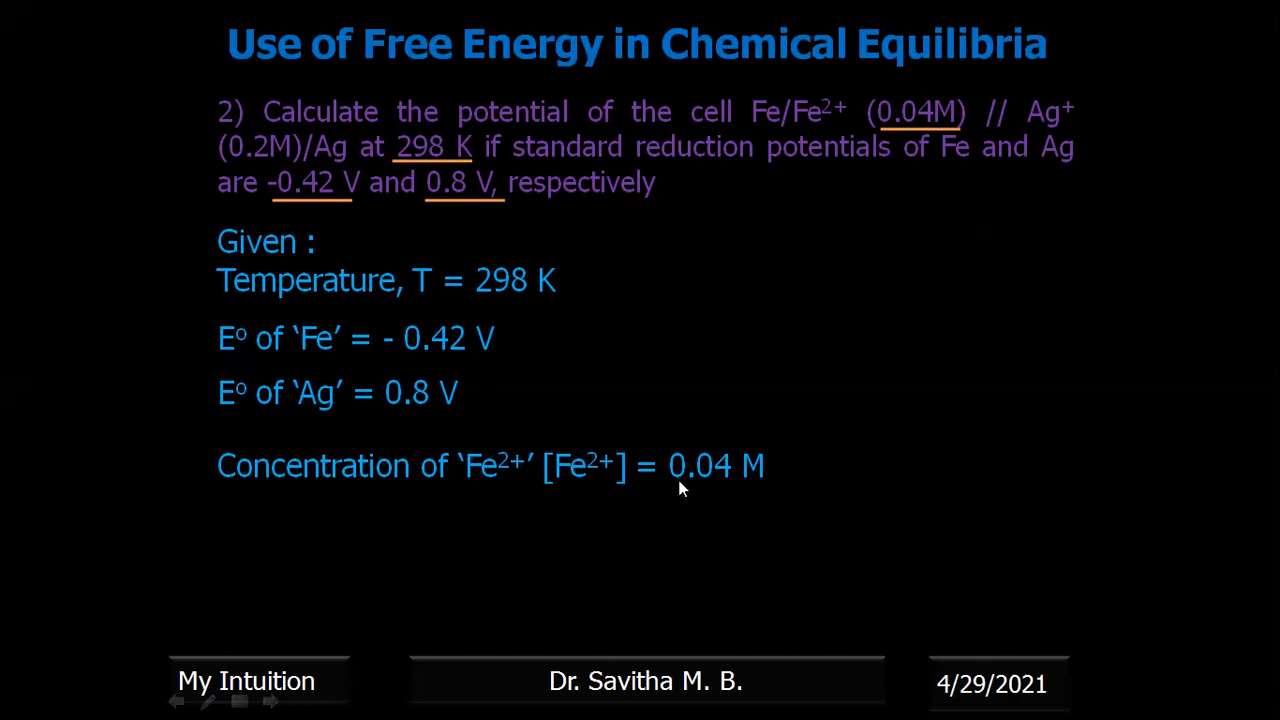 Use of Free Energy in Chemical Equilibria
2) Calculate the potential of the cell Fe/Fe²⁺ (0.04M) // Ag⁺
(0.2M)/Ag at 298 K if standard reduction potentials of Fe and Ag
are -0.42 V and 0.8 V, respectively
Given :
Temperature, T = 298 K
Eº of ‘Fe’ = - 0.42 V
Eº of ‘Ag’ = 0.8 V
Concentration of ‘Fe²⁺’ [Fe²⁺] = 0.04 M
My Intuition
Dr. Savitha M. B.
4/29/2021